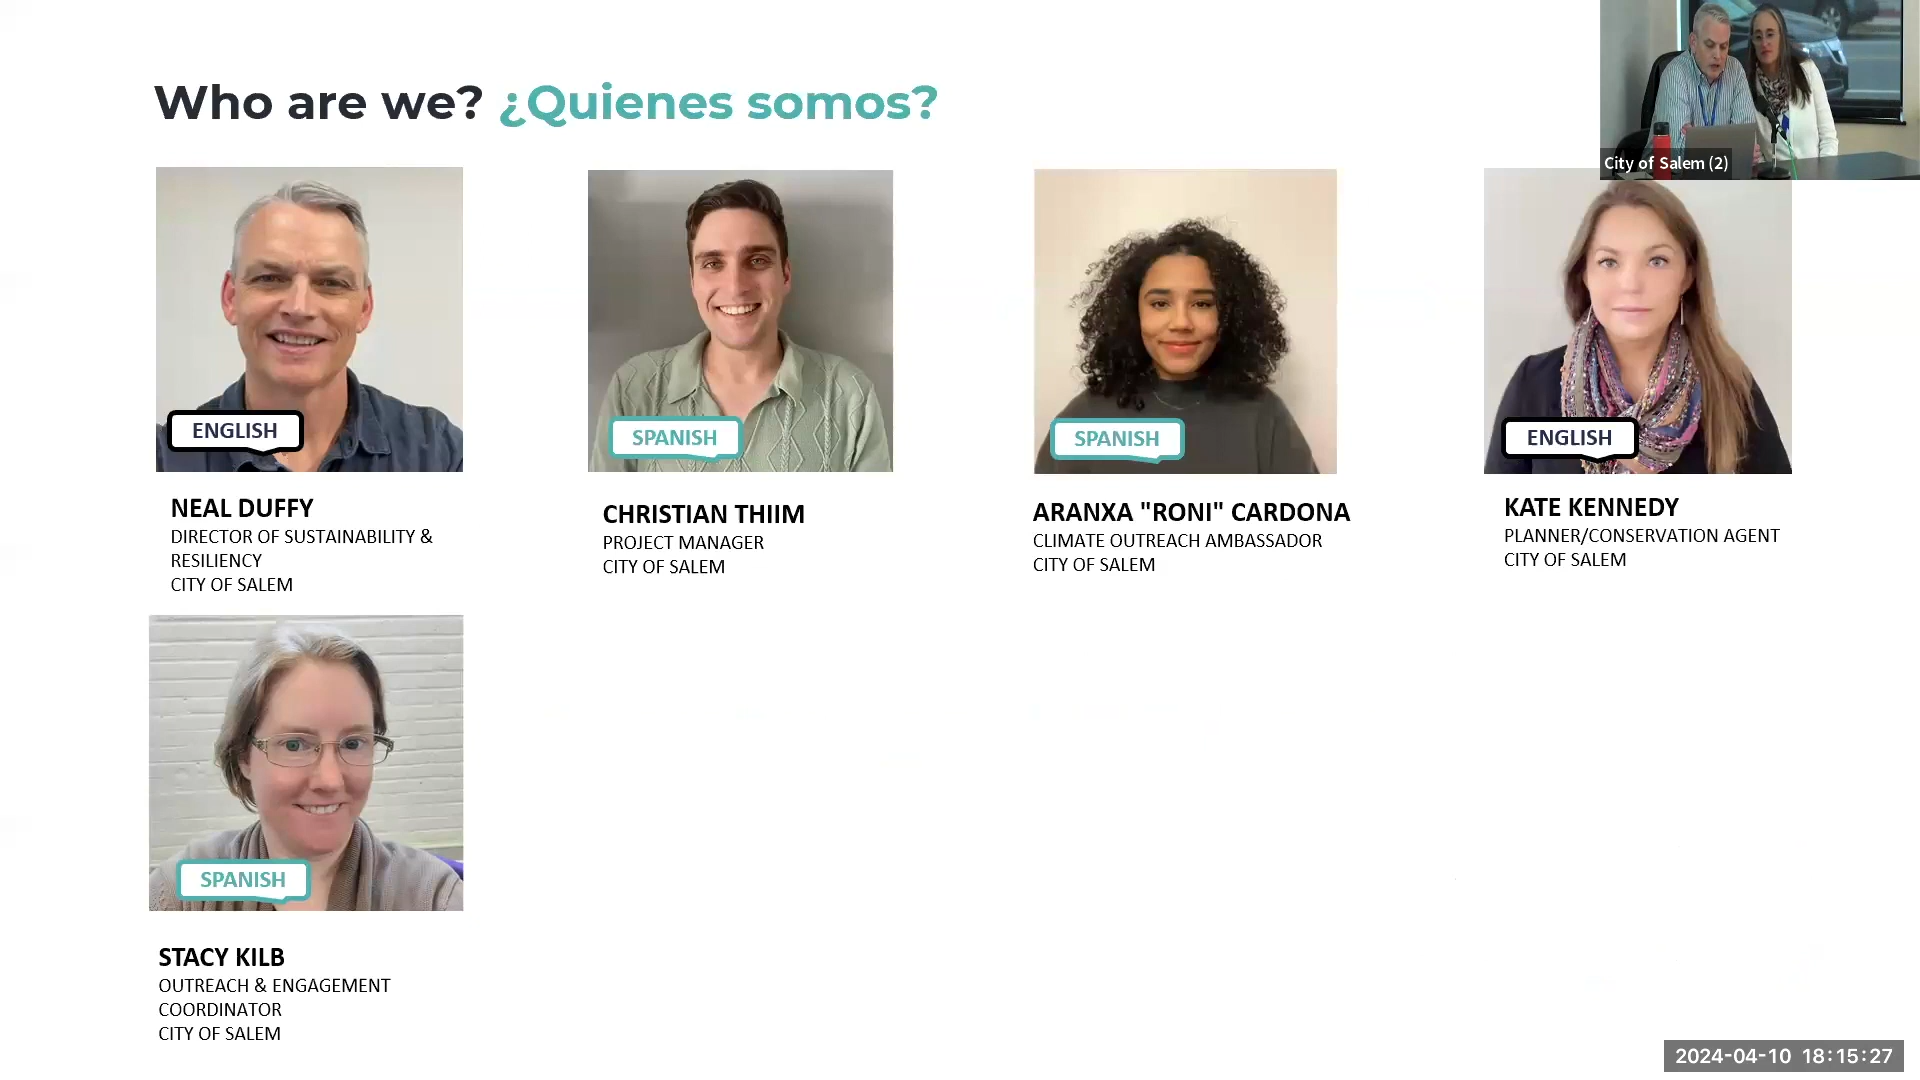 Who are we? ¿Quienes somos?
City of Salem (2)
ENGLISH
SPANISH
SPANISH
ENGLISH
NEAL DUFFY
DIRECTOR OF SUSTAINABILITY &
RESILIENCY
CITY OF SALEM
CHRISTIAN THIIM
PROJECT MANAGER
CITY OF SALEM
ARANXA "RONI" CARDONA
CLIMATE OUTREACH AMBASSADOR
CITY OF SALEM
KATE KENNEDY
PLANNER/CONSERVATION AGENT
CITY OF SALEM
SPANISH
STACY KILB
OUTREACH & ENGAGEMENT
COORDINATOR
CITY OF SALEM
2024-04-10 18:15:27